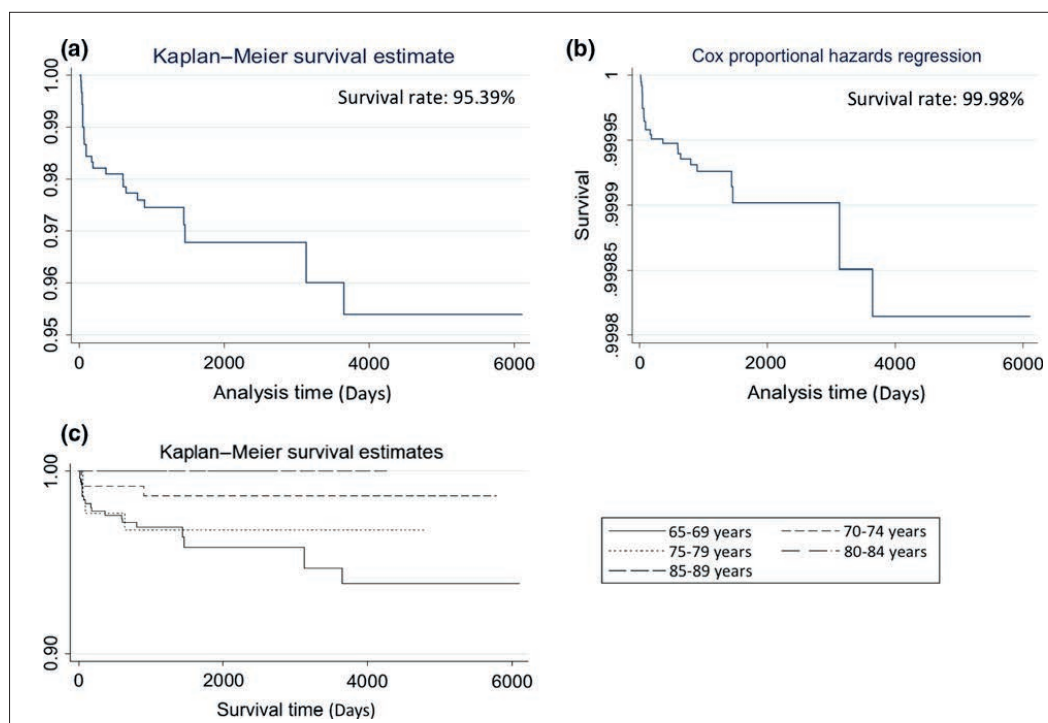 (a)
Kaplan–Meier survival estimate
Survival rate: 95.39%
1.00
0.99
0.98
0.97
0.96
0.95
0
2000
4000
6000
Analysis time (Days)
(b)
Cox proportional hazards regression
Survival rate: 99.98%
Survival
1
.99995
.9999
.99985
.9998
0
2000
4000
6000
Analysis time (Days)
(c)
Kaplan–Meier survival estimates
1.00
0.90
0
2000
4000
6000
Survival time (Days)
65-69 years
70-74 years
75-79 years
80-84 years
85-89 years